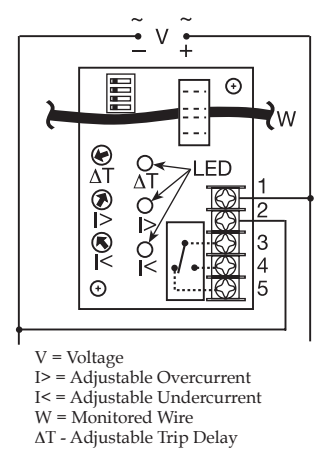 ~ ~
V
− +
W
LED
ΔT ΔT
I> I>
I< I<
1
2
3
4
5
V = Voltage
I> = Adjustable Overcurrent
I< = Adjustable Undercurrent
W = Monitored Wire
ΔT - Adjustable Trip Delay